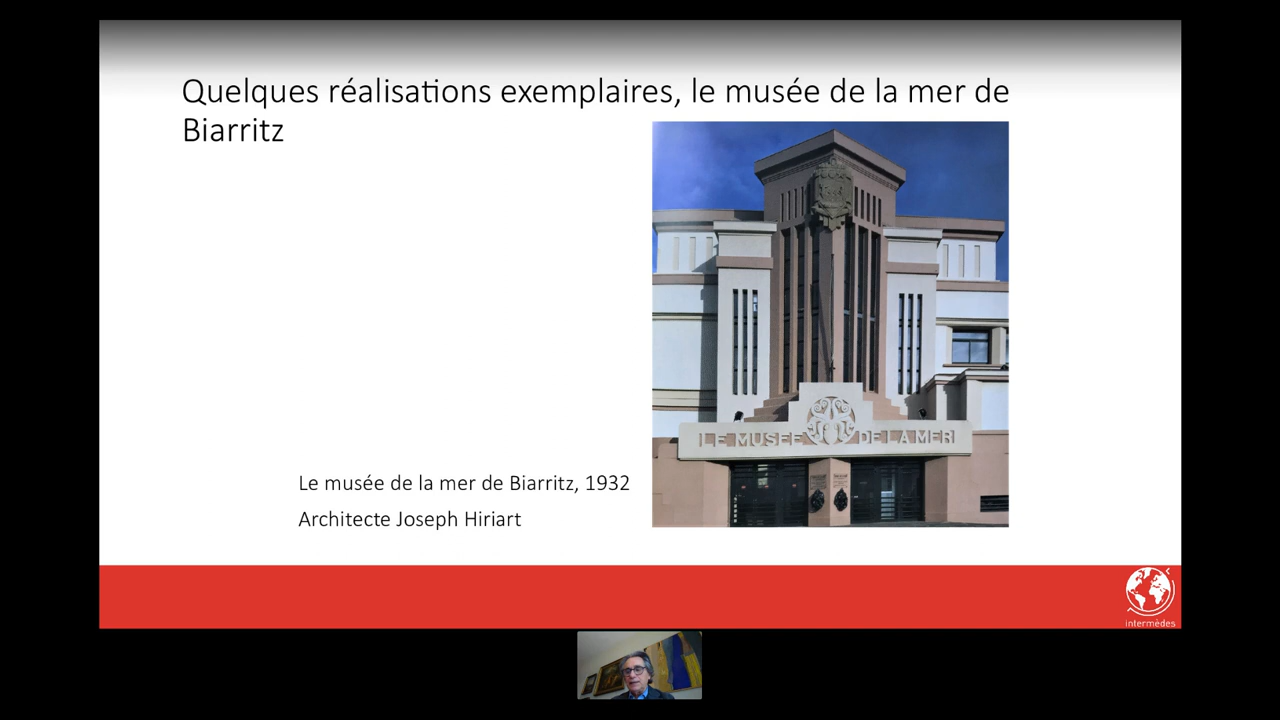 Quelques réalisations exemplaires, le musée de la mer de
Biarritz
LE MUSEE DE LA MER
Le musée de la mer de Biarritz, 1932
Architecte Joseph Hiriart
intermèdes